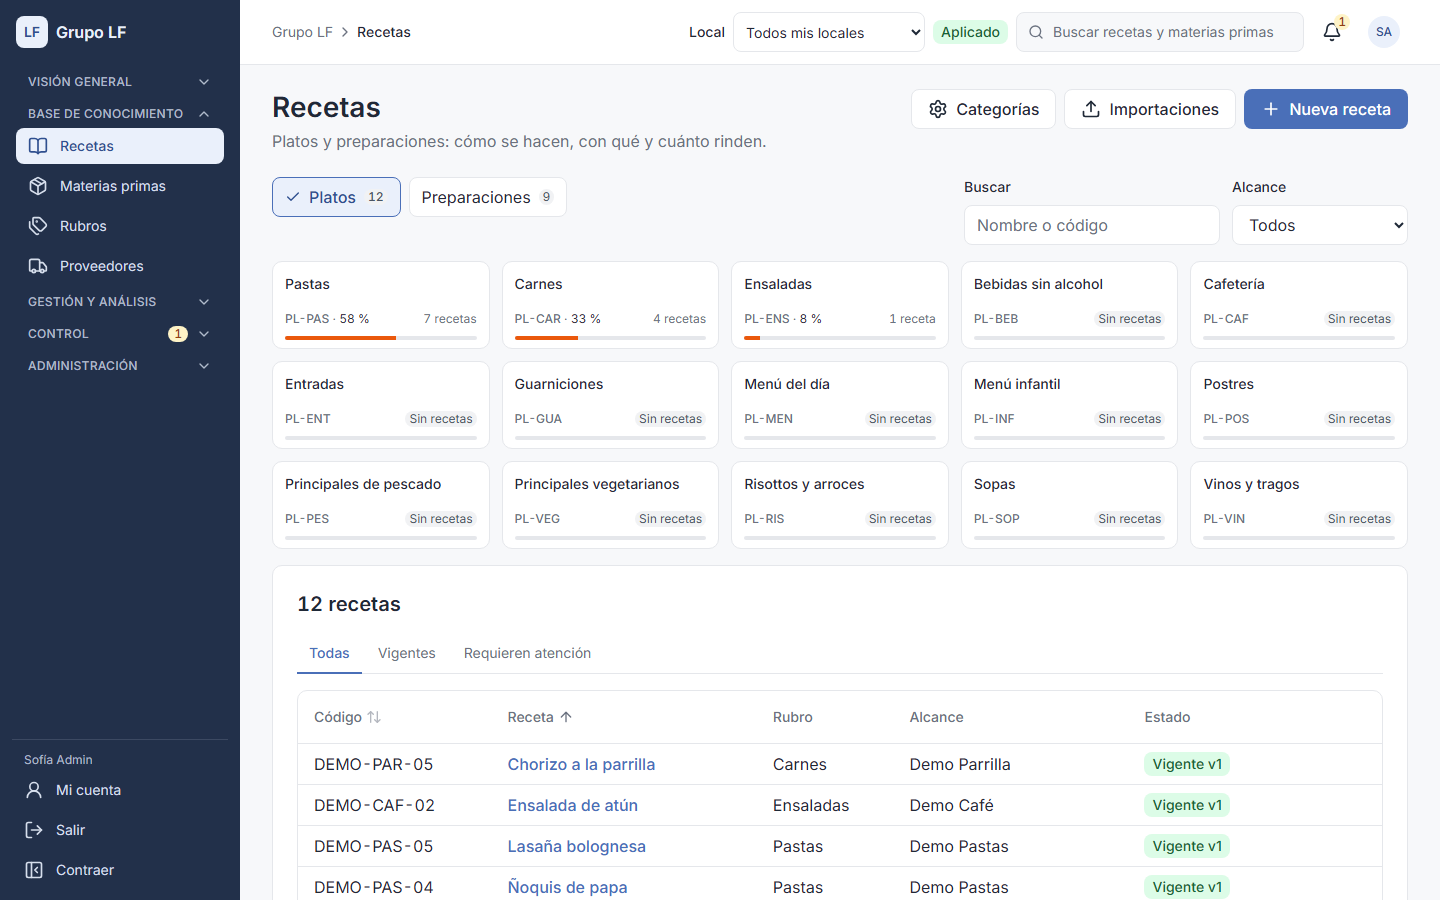 LF Grupo LF
VISIÓN GENERAL
BASE DE CONOCIMIENTO
Recetas
Materias primas
Rubros
Proveedores
GESTIÓN Y ANÁLISIS
CONTROL 1
ADMINISTRACIÓN
Sofía Admin
Mi cuenta
Salir
Contraer
Grupo LF > Recetas
Local Todos mis locales Aplicado Buscar recetas y materias primas 1 SA
Recetas
Platos y preparaciones: cómo se hacen, con qué y cuánto rinden.
Categorías Importaciones Nueva receta
Platos 12 Preparaciones 9
Buscar Alcance
Nombre o código Todos
Pastas
PL-PAS · 58 % 7 recetas
Carnes
PL-CAR · 33 % 4 recetas
Ensaladas
PL-ENS · 8 % 1 receta
Bebidas sin alcohol
PL-BEB Sin recetas
Cafetería
PL-CAF Sin recetas
Entradas
PL-ENT Sin recetas
Guarniciones
PL-GUA Sin recetas
Menú del día
PL-MEN Sin recetas
Menú infantil
PL-INF Sin recetas
Postres
PL-POS Sin recetas
Principales de pescado
PL-PES Sin recetas
Principales vegetarianos
PL-VEG Sin recetas
Risottos y arroces
PL-RIS Sin recetas
Sopas
PL-SOP Sin recetas
Vinos y tragos
PL-VIN Sin recetas
12 recetas
Todas Vigentes Requieren atención
Código Receta Rubro Alcance Estado
DEMO-PAR-05 Chorizo a la parrilla Carnes Demo Parrilla Vigente v1
DEMO-CAF-02 Ensalada de atún Ensaladas Demo Café Vigente v1
DEMO-PAS-05 Lasaña bolognesa Pastas Demo Pastas Vigente v1
DEMO-PAS-04 Ñoquis de papa Pastas Demo Pastas Vigente v1